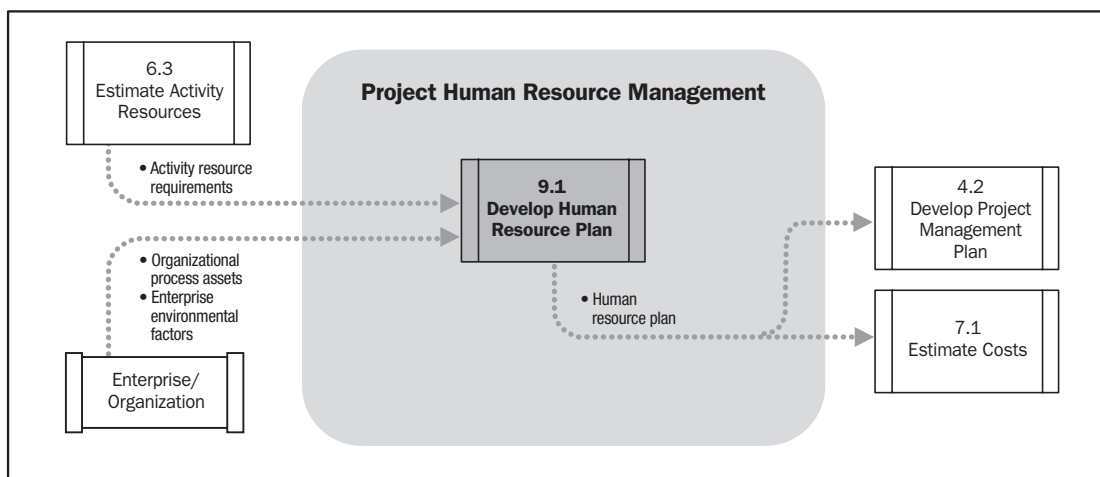 6.3
Estimate Activity
Resources
Project Human Resource Management
• Activity resource
requirements
9.1
Develop Human
Resource Plan
4.2
Develop Project
Management
Plan
• Organizational
process assets
• Enterprise
environmental
factors
• Human
resource plan
7.1
Estimate Costs
Enterprise/
Organization